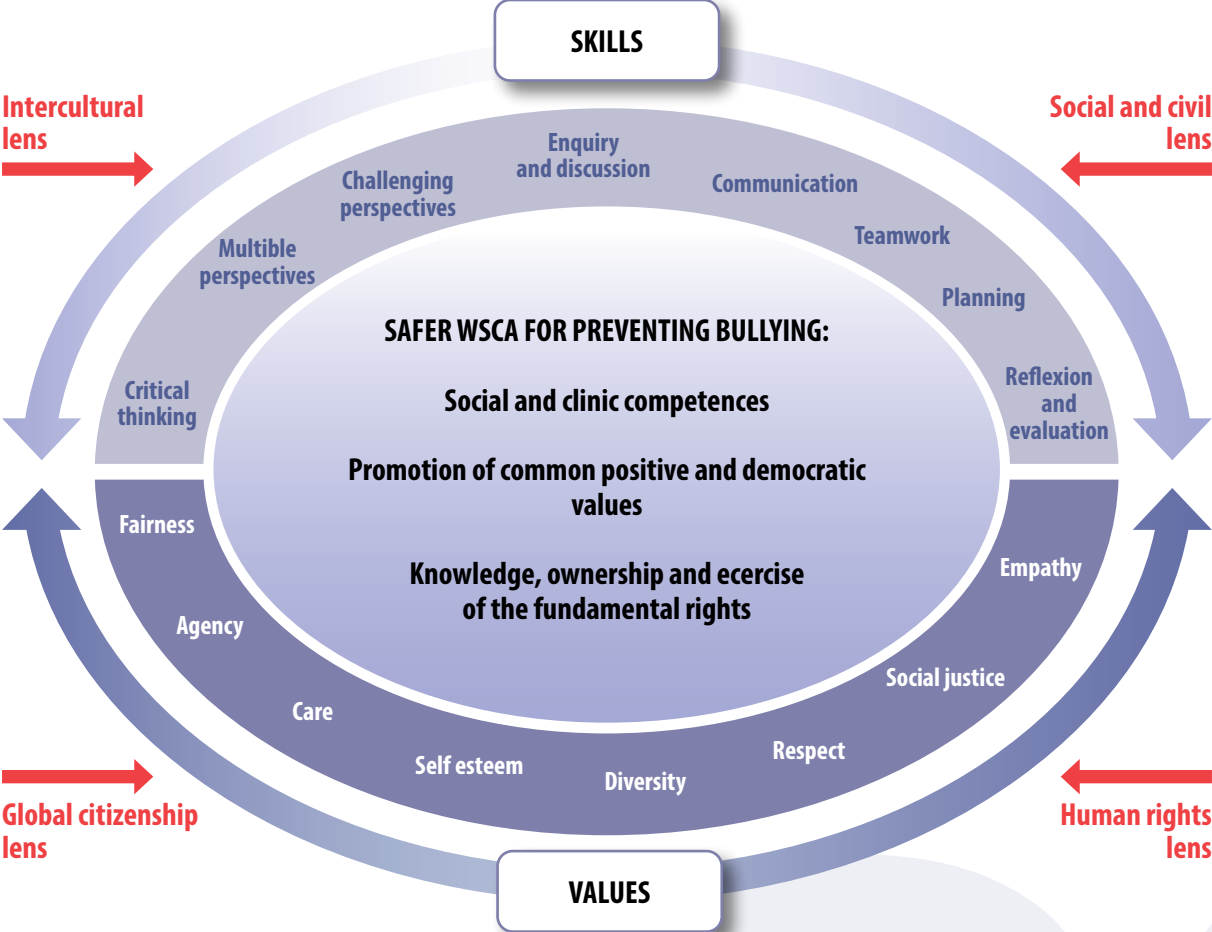 SKILLS
Intercultural
lens
Social and civil
lens
Enquiry
and discussion
Challenging
perspectives
Communication
Multible
perspectives
Teamwork
Planning
Critical
thinking
Reflexion
and
evaluation
SAFER WSCA FOR PREVENTING BULLYING:
Social and clinic competences
Promotion of common positive and democratic
values
Knowledge, ownership and ecercise
of the fundamental rights
Fairness
Agency
Care
Self esteem
Diversity
Respect
Social justice
Empathy
Global citizenship
lens
Human rights
lens
VALUES